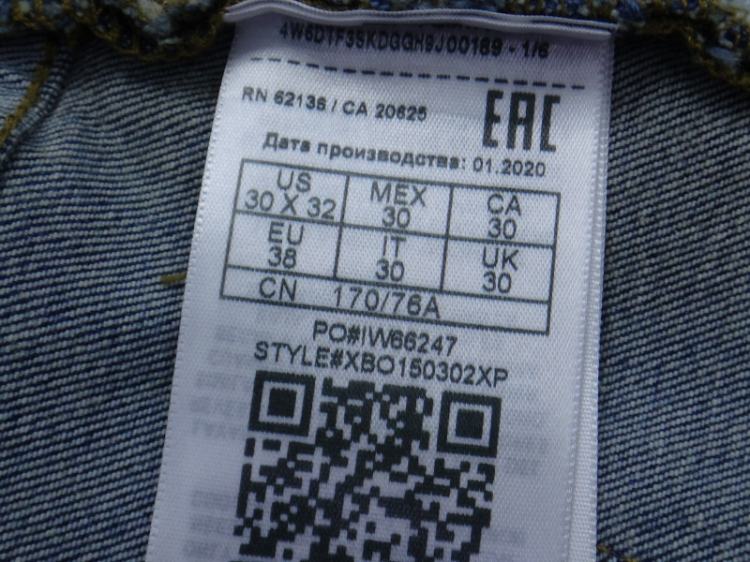 4W6DTF3SKDGGH9J00189 - 1/6
RN 62136 / CA 20625
EAC
Дата производства: 01.2020
US MEX CA
30 X 32 30 30
EU IT UK
38 30 30
CN 170/76A
PO#IW66247
STYLE#XBO150302XP